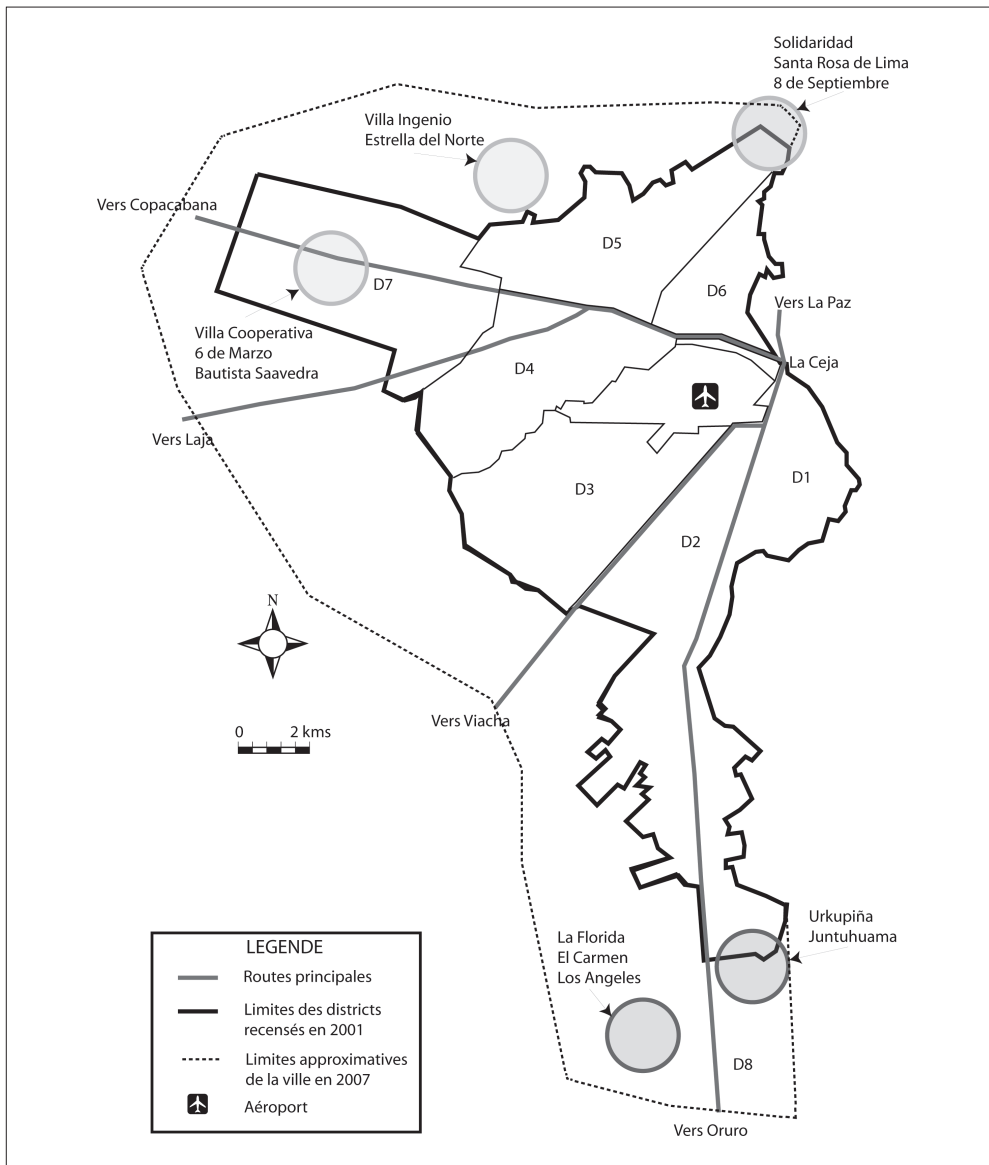 Solidaridad
Santa Rosa de Lima
8 de Septiembre
Villa Ingenio
Estrella del Norte
Vers Copacabana
D5
D7
D6
Vers La Paz
Villa Cooperativa
6 de Marzo
Bautista Saavedra
La Ceja
D4
Vers Laja
D1
D3
D2
N
0 2 kms
Vers Viacha
Urkupiña
Juntuhuama
La Florida
El Carmen
Los Angeles
D8
Vers Oruro
LEGENDE
Routes principales
Limites des districts
recensés en 2001
Limites approximatives
de la ville en 2007
Aéroport